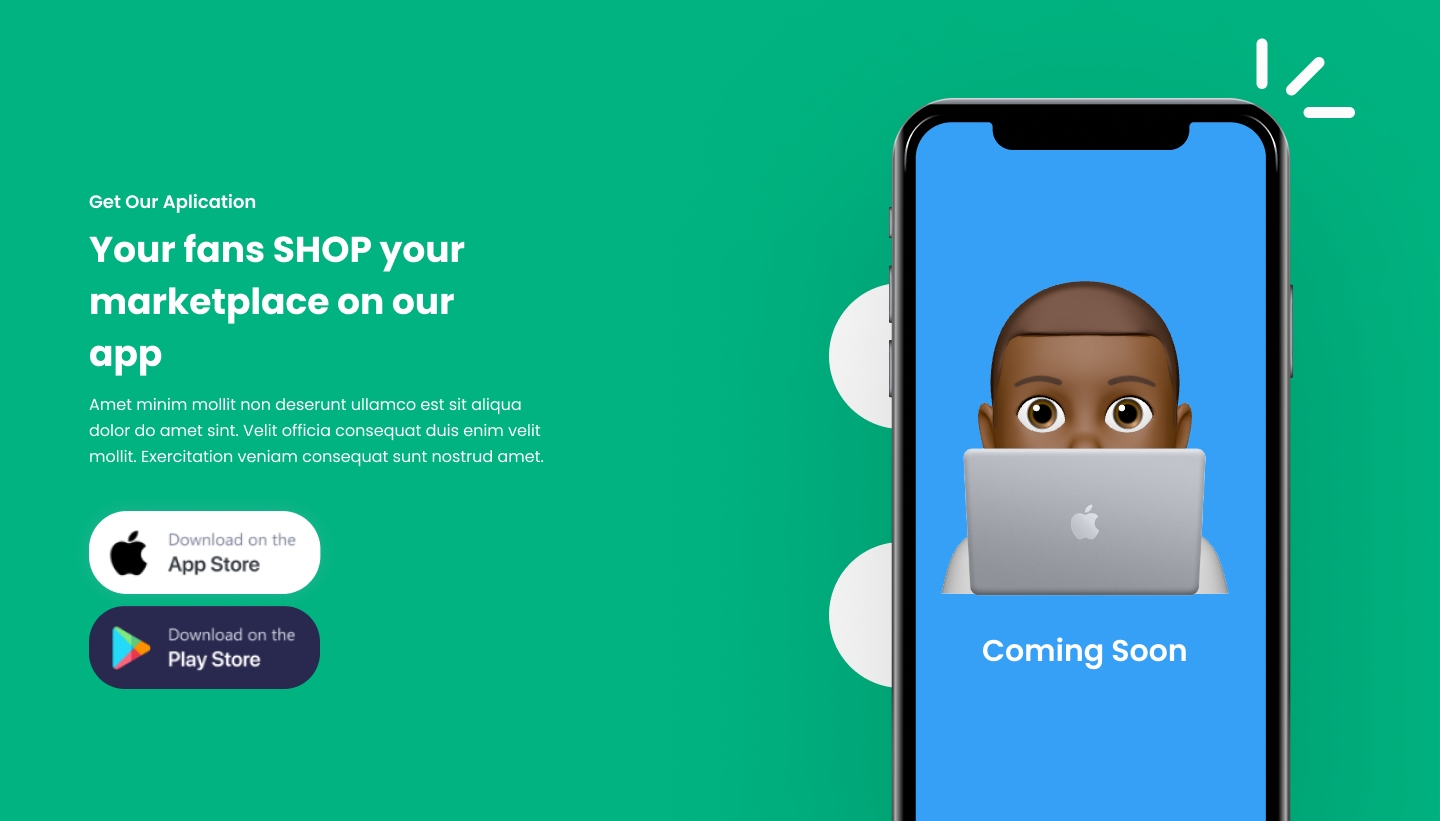 Get Our Aplication
Your fans SHOP your
marketplace on our
app
Amet minim mollit non deserunt ullamco est sit aliqua
dolor do amet sint. Velit officia consequat duis enim velit
mollit. Exercitation veniam consequat sunt nostrud amet.
Download on the
App Store
Download on the
Play Store
Coming Soon